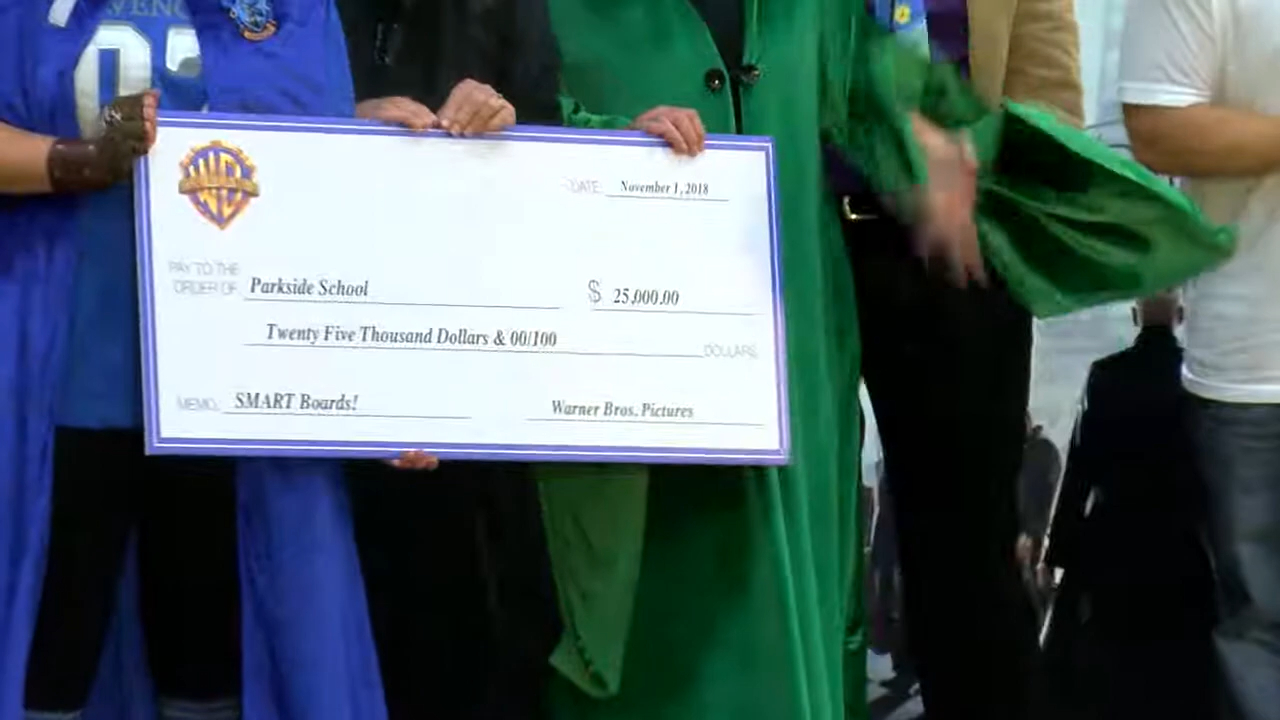 WB
DATE: November 1, 2018
PAY TO THE
ORDER OF Parkside School $ 25,000.00
Twenty Five Thousand Dollars & 00/100 DOLLARS
MEMO: SMART Boards! Warner Bros. Pictures